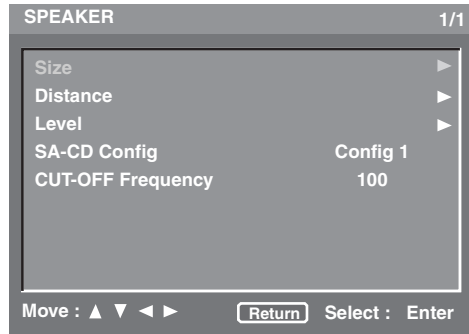 SPEAKER 1/1
Size ►
Distance ►
Level ►
SA-CD Config Config 1
CUT-OFF Frequency 100
Move : ▲ ▼ ◄ ► Return Select : Enter